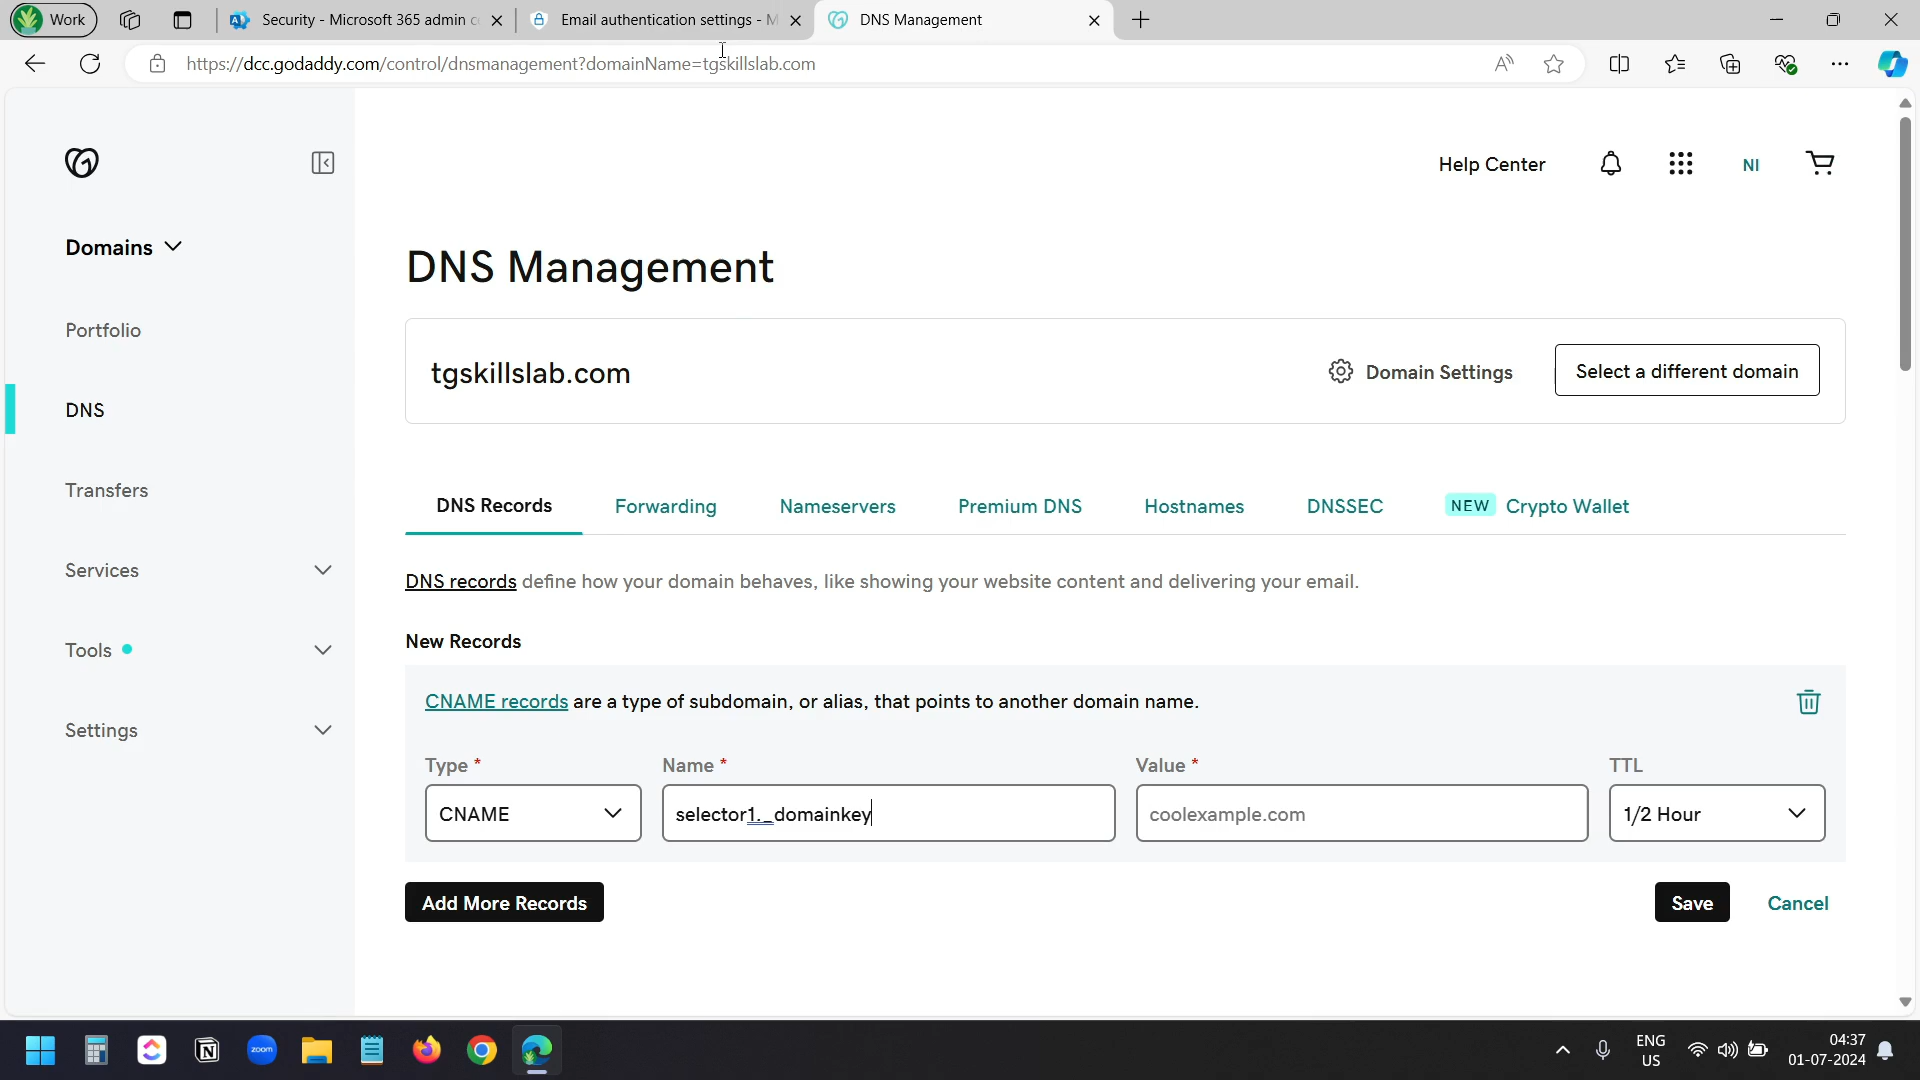 Work
Security - Microsoft 365 admin c
Email authentication settings - M
DNS Management
https://dcc.godaddy.com/control/dnsmanagement?domainName=tgskillslab.com
Help Center
NI
Domains
Portfolio
DNS
Transfers
Services
Tools
Settings
DNS Management
tgskillslab.com
Domain Settings
Select a different domain
DNS Records
Forwarding
Nameservers
Premium DNS
Hostnames
DNSSEC
NEW Crypto Wallet
DNS records define how your domain behaves, like showing your website content and delivering your email.
New Records
CNAME records are a type of subdomain, or alias, that points to another domain name.
Type *
Name *
Value *
TTL
CNAME
selector1._domainkey
coolexample.com
1/2 Hour
Add More Records
Save
Cancel
zoom
ENG
US
04:37
01-07-2024